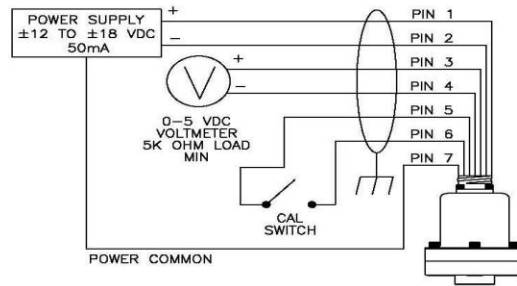 POWER SUPPLY
±12 TO ±18 VDC
50mA
+
−
PIN 1
PIN 2
PIN 3
PIN 4
PIN 5
PIN 6
PIN 7
+
−
V
0−5 VDC
VOLTMETER
5K OHM LOAD
MIN
CAL
SWITCH
POWER COMMON